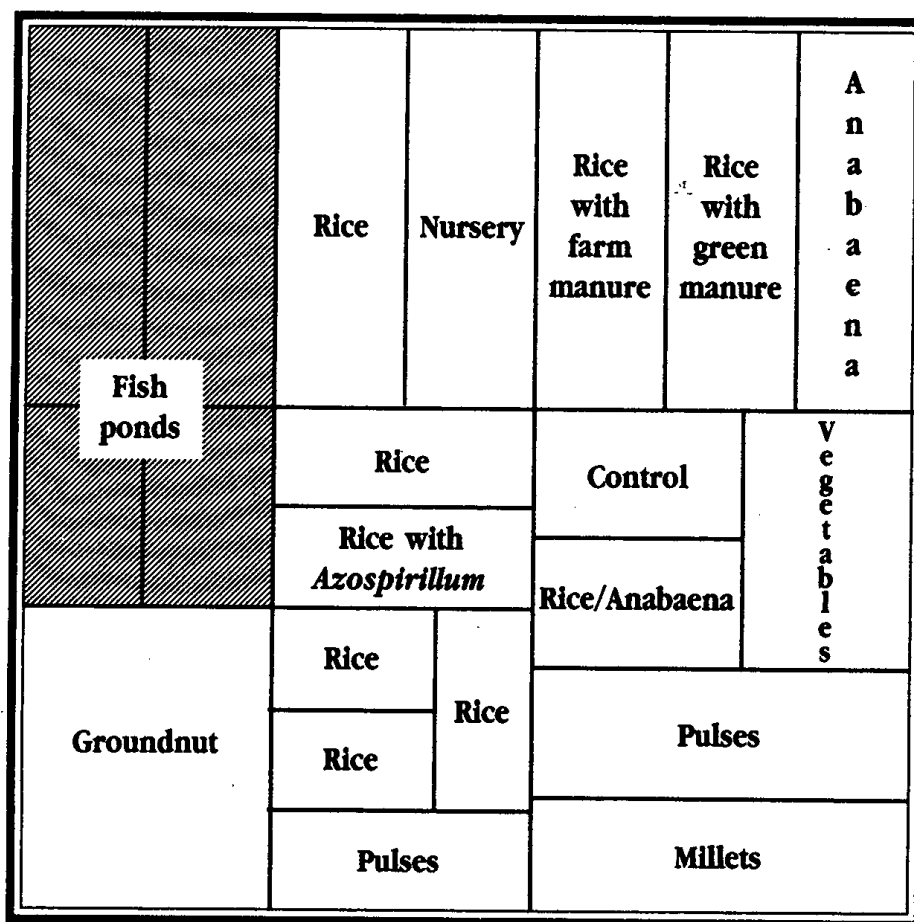 Fish
ponds
Rice
Nursery
Rice
with
farm
manure
Rice
with
green
manure
A
n
a
b
a
e
n
a
Rice
Rice with
Azospirillum
Control
Rice/Anabaena
V
e
g
e
t
a
b
l
e
s
Groundnut
Rice
Rice
Rice
Pulses
Pulses
Millets